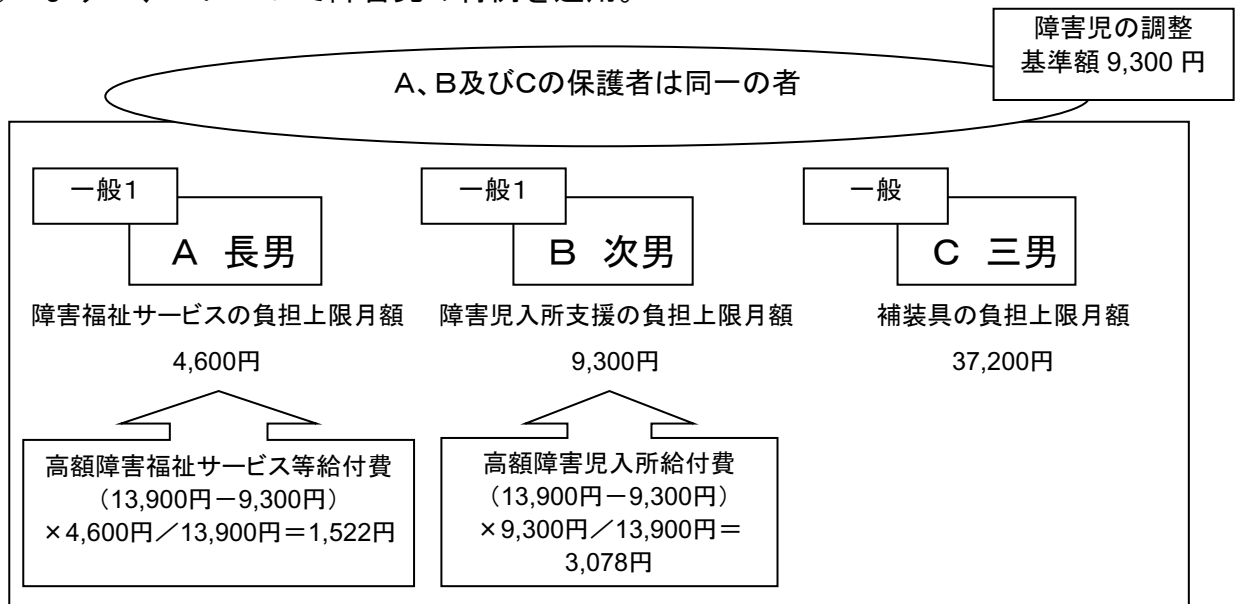 障害児の調整
基準額 9,300 円
A、B及びCの保護者は同一の者
一般1
A 長男
障害福祉サービスの負担上限月額
4,600円
高額障害福祉サービス等給付費
(13,900円-9,300円)
×4,600円/13,900円=1,522円
一般1
B 次男
障害児入所支援の負担上限月額
9,300円
高額障害児入所給付費
(13,900円-9,300円)
×9,300円/13,900円=
3,078円
一般
C 三男
補装具の負担上限月額
37,200円